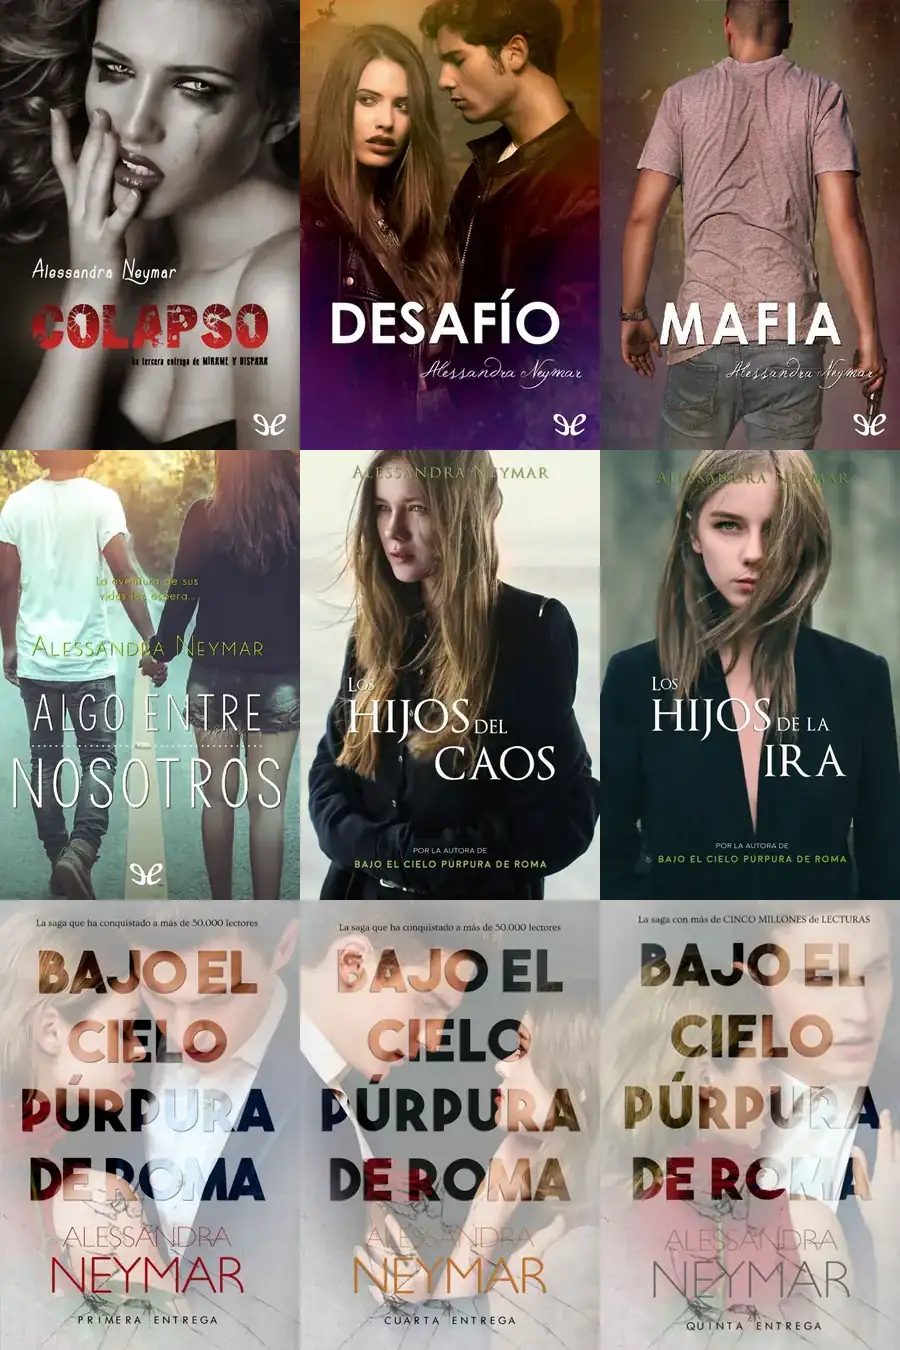 Alessandra Neymar
COLAPSO
La tercera entrega de MÍRAME Y DISPARA
DESAFÍO
Alessandra Neymar
MAFIA
Alessandra Neymar
La aventura de sus
vidas les espera...
ALESSANDRA NEYMAR
ALGO ENTRE
NOSOTROS
ALESSANDRA NEYMAR
LOS
HIJOS DEL
CAOS
POR LA AUTORA DE
BAJO EL CIELO PÚRPURA DE ROMA
ALESSANDRA NEYMAR
LOS
HIJOS DE LA
IRA
POR LA AUTORA DE
BAJO EL CIELO PÚRPURA DE ROMA
La saga que ha conquistado a más de 50.000 lectores
BAJO EL
CIELO
PÚRPURA
DE ROMA
ALESSANDRA
NEYMAR
PRIMERA ENTREGA
La saga que ha conquistado a más de 50.000 lectores
BAJO EL
CIELO
PÚRPURA
DE ROMA
ALESSANDRA
NEYMAR
CUARTA ENTREGA
La saga con más de CINCO MILLONES de LECTURAS
BAJO EL
CIELO
PÚRPURA
DE ROMA
ALESSANDRA
NEYMAR
QUINTA ENTREGA